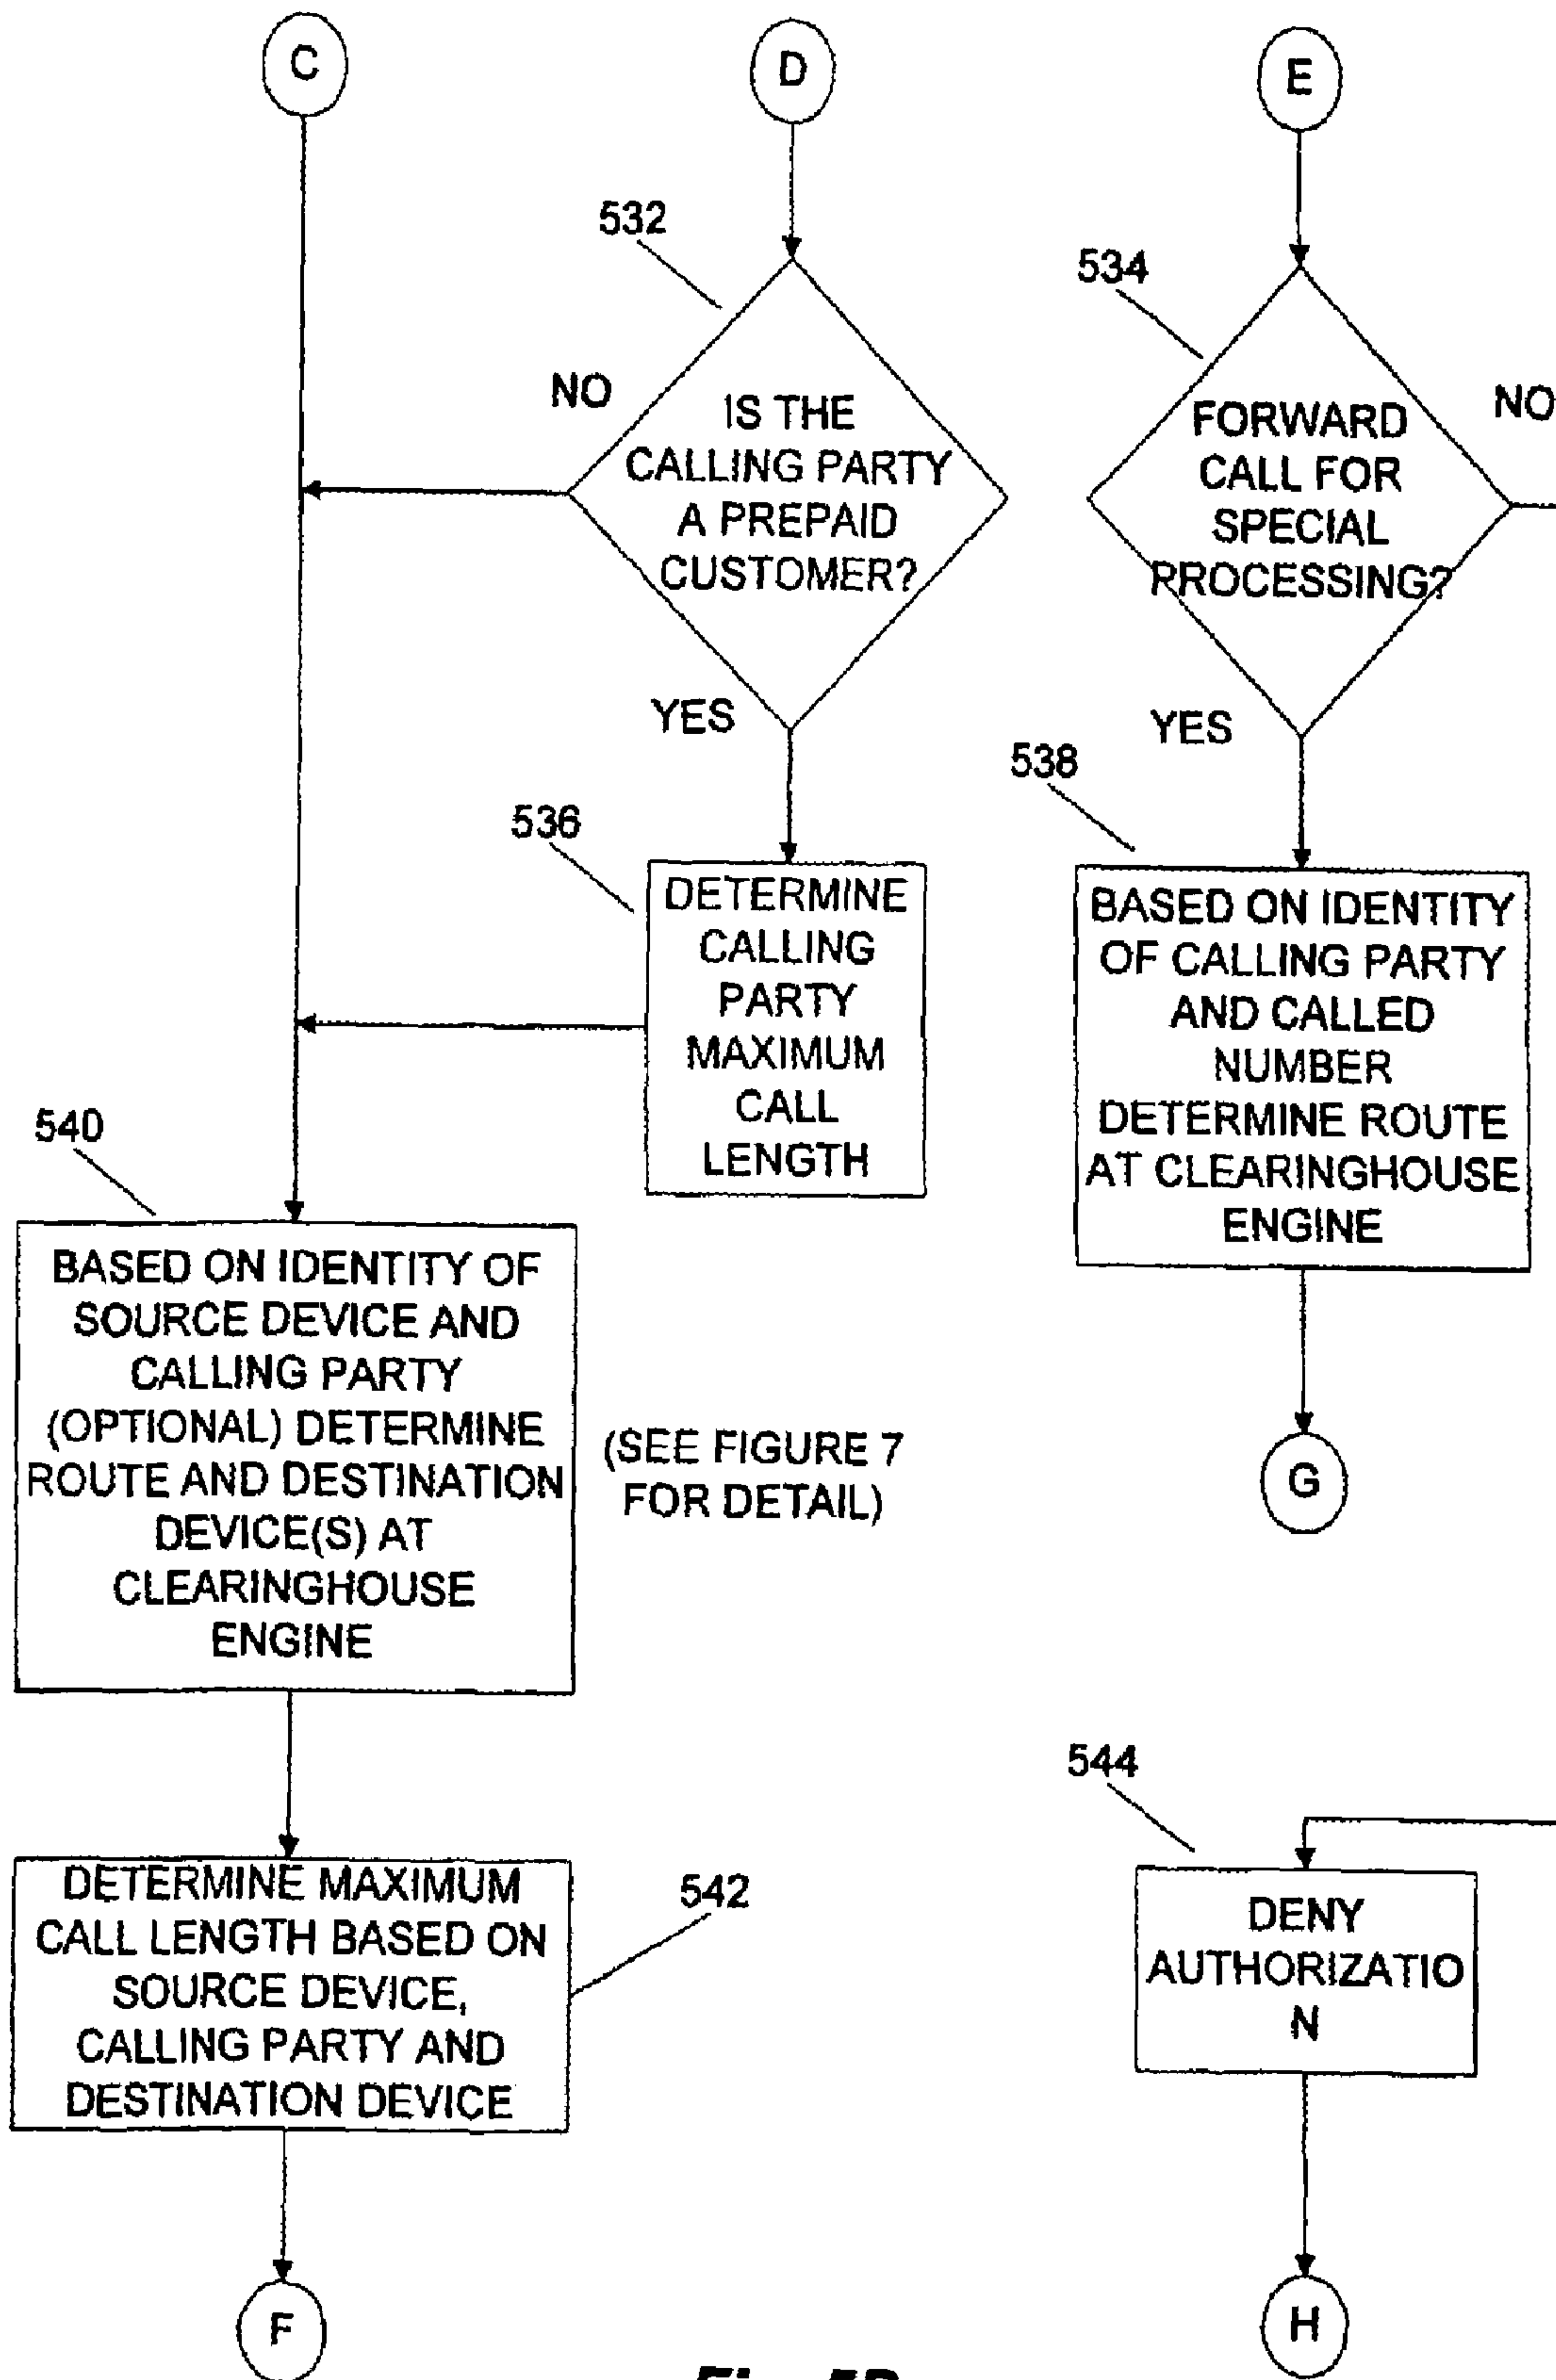 C
D
E
532
534
NO
IS THE
CALLING PARTY
A PREPAID
CUSTOMER?
NO
FORWARD
CALL FOR
SPECIAL
PROCESSING?
YES
YES
536
538
DETERMINE
CALLING
PARTY
MAXIMUM
CALL
LENGTH
BASED ON IDENTITY
OF CALLING PARTY
AND CALLED
NUMBER
DETERMINE ROUTE
AT CLEARINGHOUSE
ENGINE
540
BASED ON IDENTITY OF
SOURCE DEVICE AND
CALLING PARTY
(OPTIONAL) DETERMINE
ROUTE AND DESTINATION
DEVICE(S) AT
CLEARINGHOUSE
ENGINE
(SEE FIGURE 7
FOR DETAIL)
G
544
DETERMINE MAXIMUM
CALL LENGTH BASED ON
SOURCE DEVICE,
CALLING PARTY AND
DESTINATION DEVICE
542
DENY
AUTHORIZATIO
N
F
H